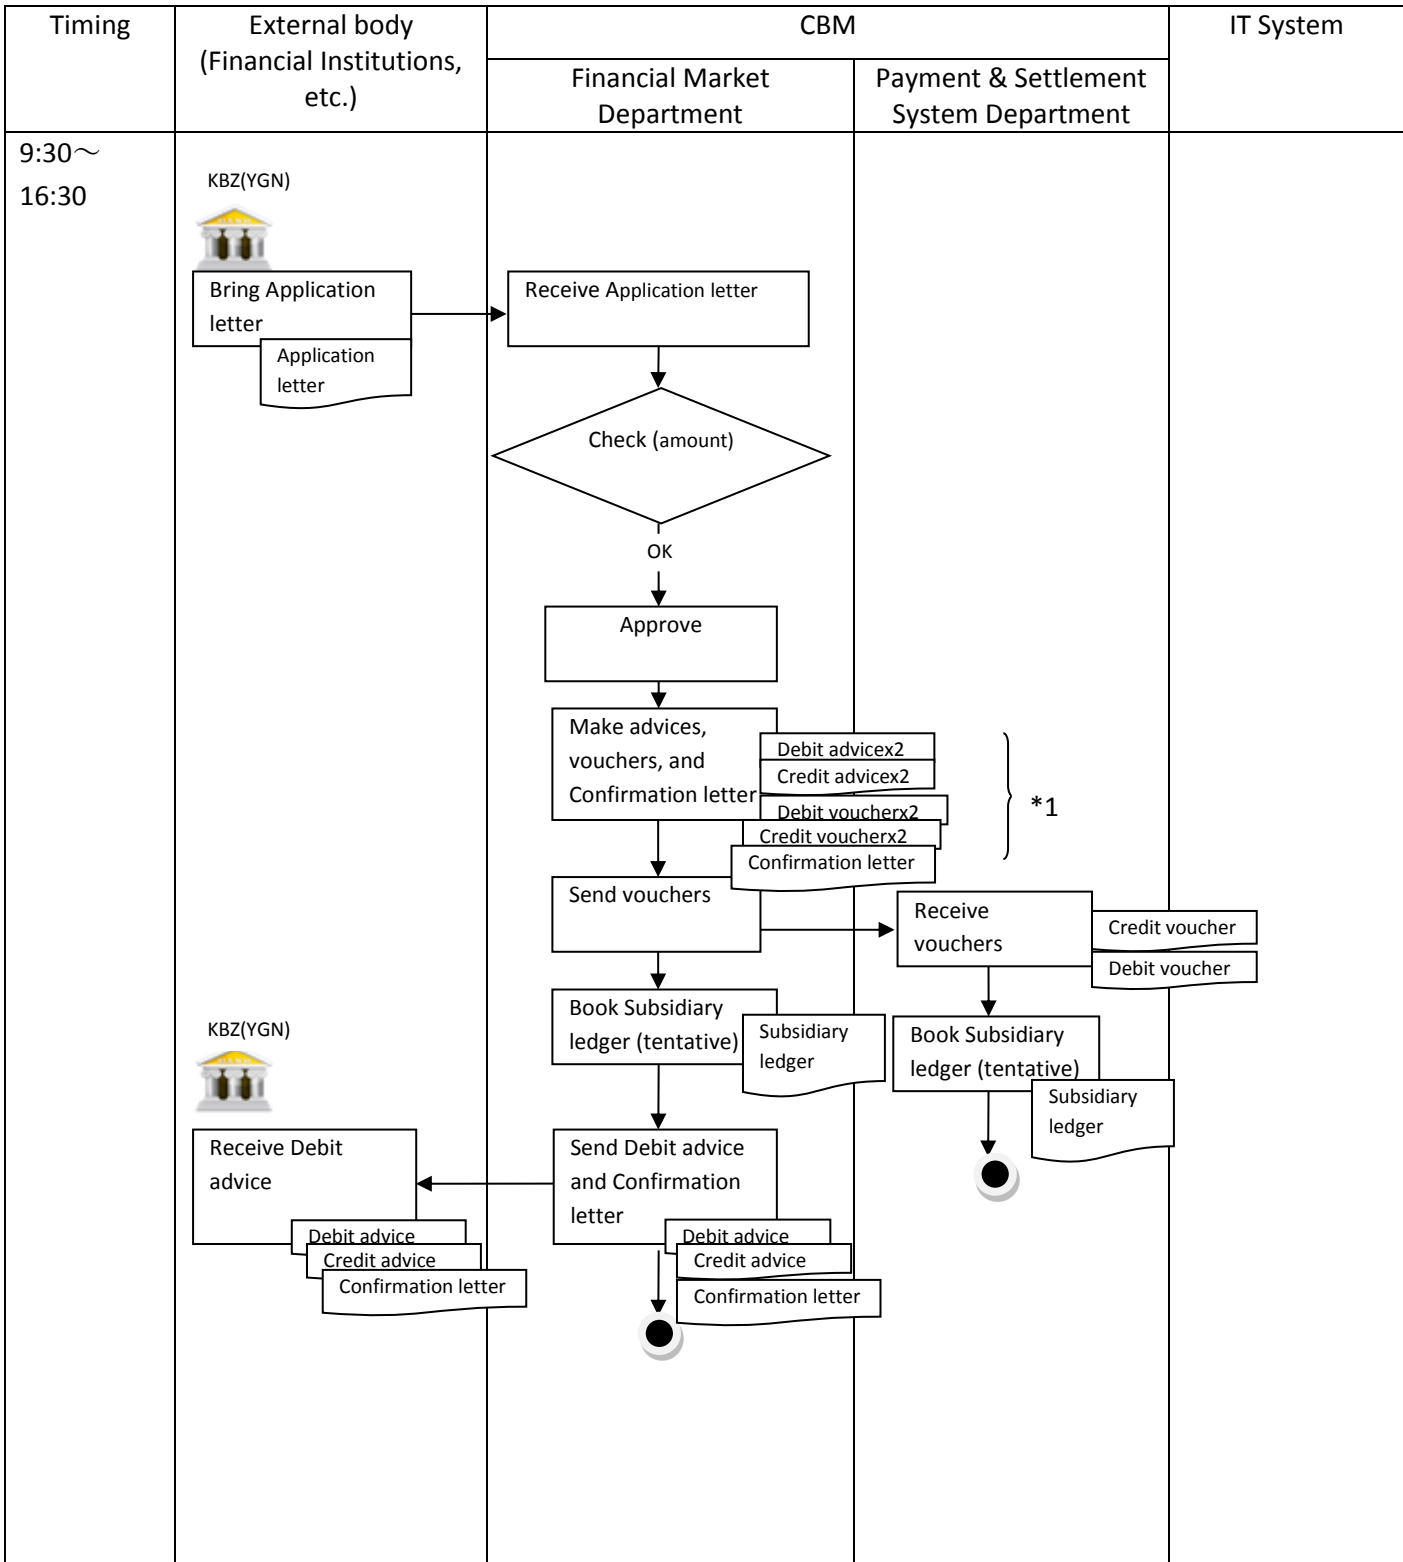 Timing
External body
(Financial Institutions,
etc.)
CBM
IT System
Financial Market
Department
Payment & Settlement
System Department
9:30～
16:30
KBZ(YGN)
BANK
Bring Application
letter
Application
letter
Receive Application letter
Check (amount)
OK
Approve
Make advices,
vouchers, and
Confirmation letter
Debit advicex2
Credit advicex2
Debit voucherx2
Credit voucherx2
Confirmation letter
*1
Send vouchers
Receive
vouchers
Credit voucher
Debit voucher
Book Subsidiary
ledger (tentative)
Subsidiary
ledger
Book Subsidiary
ledger (tentative)
Subsidiary
ledger
KBZ(YGN)
BANK
Receive Debit
advice
Debit advice
Credit advice
Confirmation letter
Send Debit advice
and Confirmation
letter
Debit advice
Credit advice
Confirmation letter